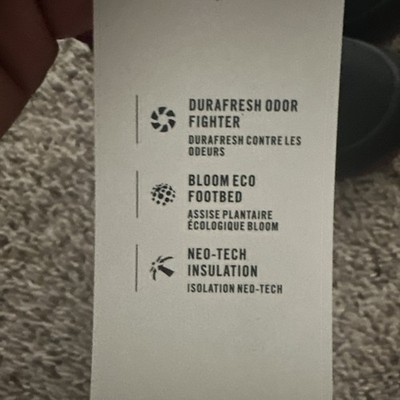 DURAFRESH ODOR
FIGHTER
DURAFRESH CONTRE LES
ODEURS
BLOOM ECO
FOOTBED
ASSISE PLANTAIRE
ÉCOLOGIQUE BLOOM
NEO-TECH
INSULATION
ISOLATION NEO-TECH